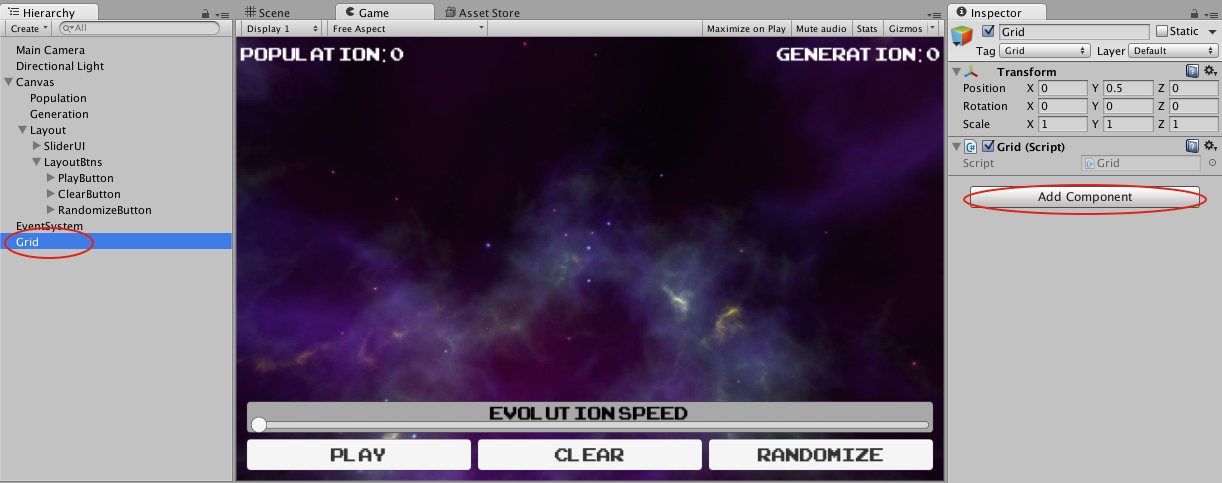 Hierarchy
Create
All
Main Camera
Directional Light
Canvas
Population
Generation
Layout
SliderUI
LayoutBtns
PlayButton
ClearButton
RandomizeButton
EventSystem
Grid
Scene
Game
Asset Store
Display 1
Free Aspect
Maximize on Play
Mute audio
Stats
Gizmos
POPULATION:0
GENERATION:0
EVOLUTION SPEED
PLAY
CLEAR
RANDOMIZE
Inspector
Grid
Static
Tag Grid Layer Default
Transform
Position X 0 Y 0.5 Z 0
Rotation X 0 Y 0 Z 0
Scale X 1 Y 1 Z 1
Grid (Script)
Script Grid
Add Component